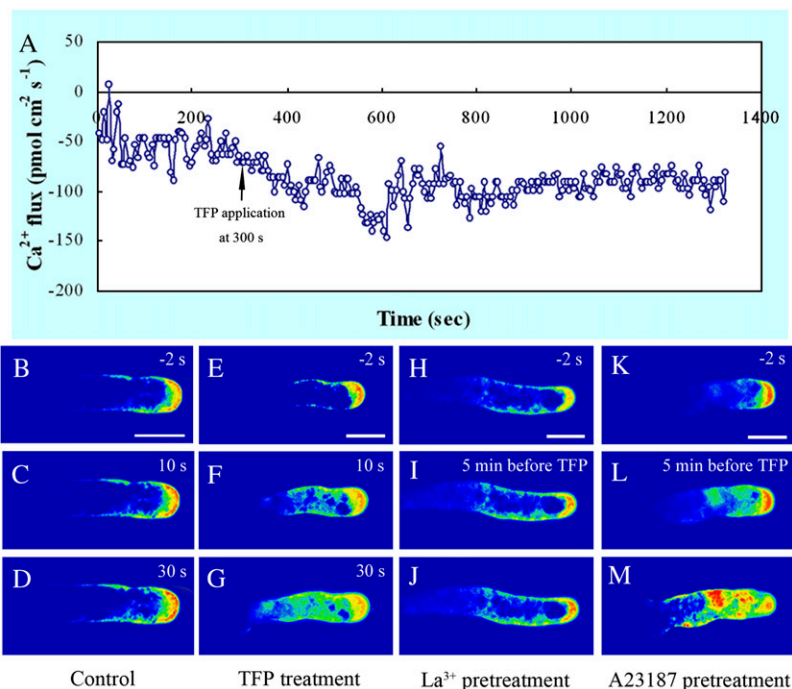 A
50
0
-50
-100
-150
-200
Ca²⁺ flux (pmol cm⁻² s⁻¹)
0 200 400 600 800 1000 1200 1400
TFP application
at 300 s
Time (sec)
B -2 s
E -2 s
H
K -2 s
C 10 s
F 10 s
I 5 min before TFP
L 5 min before TFP
D 30 s
G 30 s
J
M
Control
TFP treatment
La³⁺ pretreatment
A23187 pretreatment